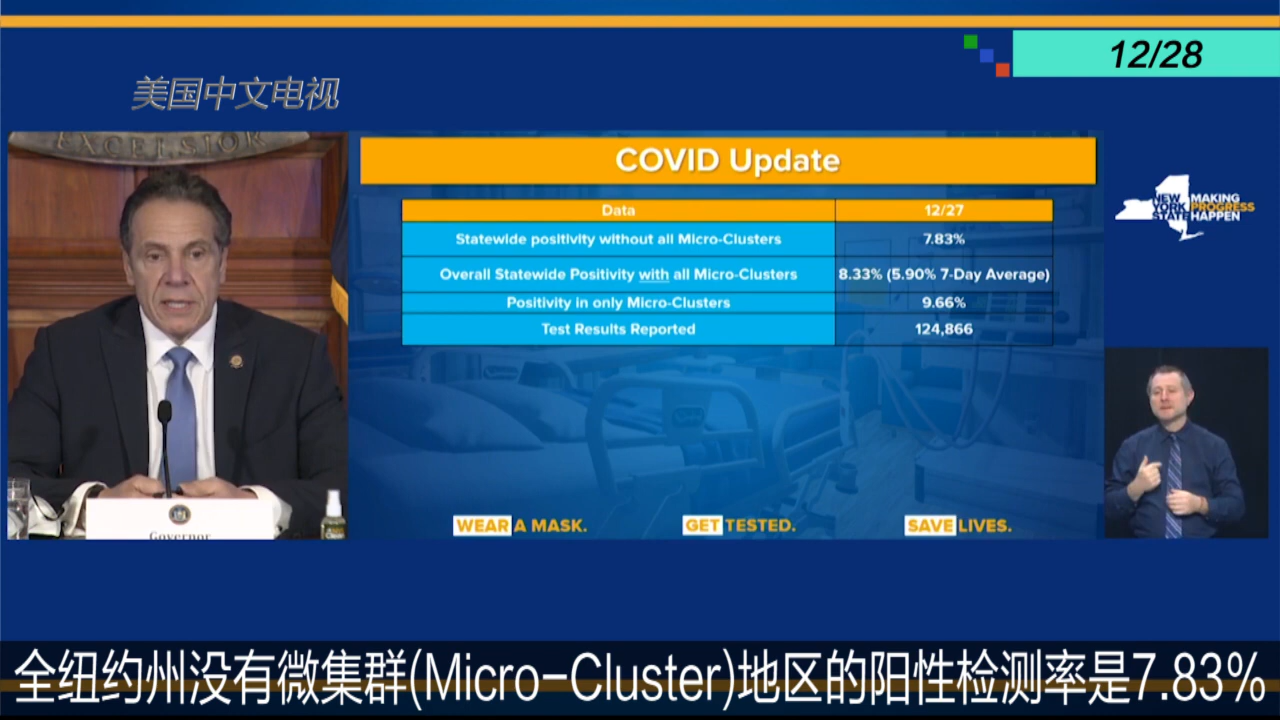 12/28
美国中文电视
EXCELSIOR
COVID Update
Data 12/27
Statewide positivity without all Micro-Clusters 7.83%
Overall Statewide Positivity with all Micro-Clusters 8.33% (5.90% 7-Day Average)
Positivity in only Micro-Clusters 9.66%
Test Results Reported 124,866
NEW YORK STATE
MAKING PROGRESS HAPPEN
WEAR A MASK. GET TESTED. SAVE LIVES.
Governor
全纽约州没有微集群(Micro-Cluster)地区的阳性检测率是7.83%